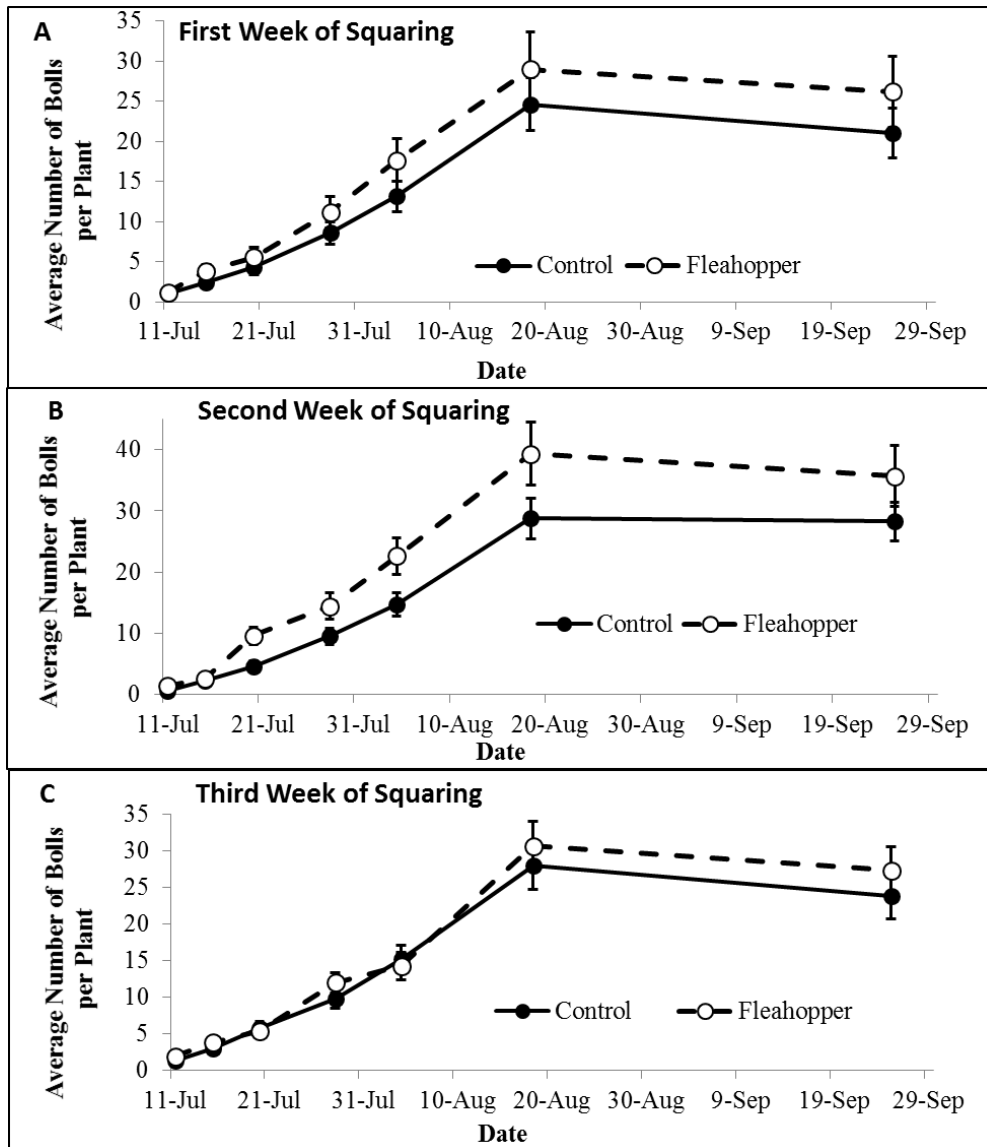 A First Week of Squaring
Average Number of Bolls
per Plant
35
30
25
20
15
10
5
0
Control Fleahopper
11-Jul 21-Jul 31-Jul 10-Aug 20-Aug 30-Aug 9-Sep 19-Sep 29-Sep
Date
B Second Week of Squaring
Average Number of Bolls
per Plant
40
30
20
10
0
Control Fleahopper
11-Jul 21-Jul 31-Jul 10-Aug 20-Aug 30-Aug 9-Sep 19-Sep 29-Sep
Date
C Third Week of Squaring
Average Number of Bolls
per Plant
35
30
25
20
15
10
5
0
Control Fleahopper
11-Jul 21-Jul 31-Jul 10-Aug 20-Aug 30-Aug 9-Sep 19-Sep 29-Sep
Date